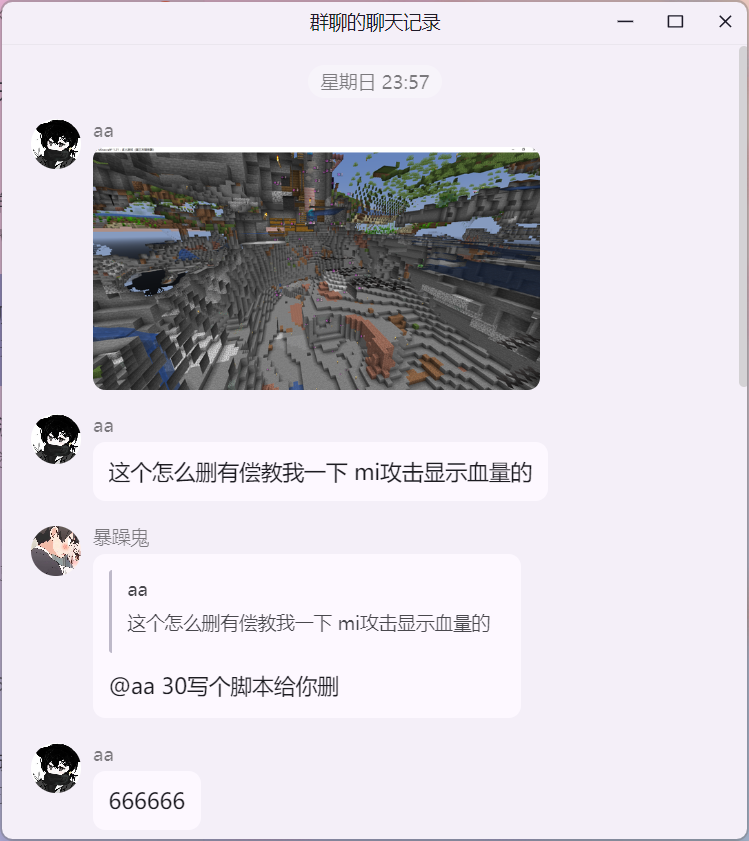 群聊的聊天记录
星期日 23:57
aa
aa
这个怎么删有偿教我一下 mi攻击显示血量的
暴躁鬼
aa
这个怎么删有偿教我一下 mi攻击显示血量的
@aa 30写个脚本给你删
aa
666666